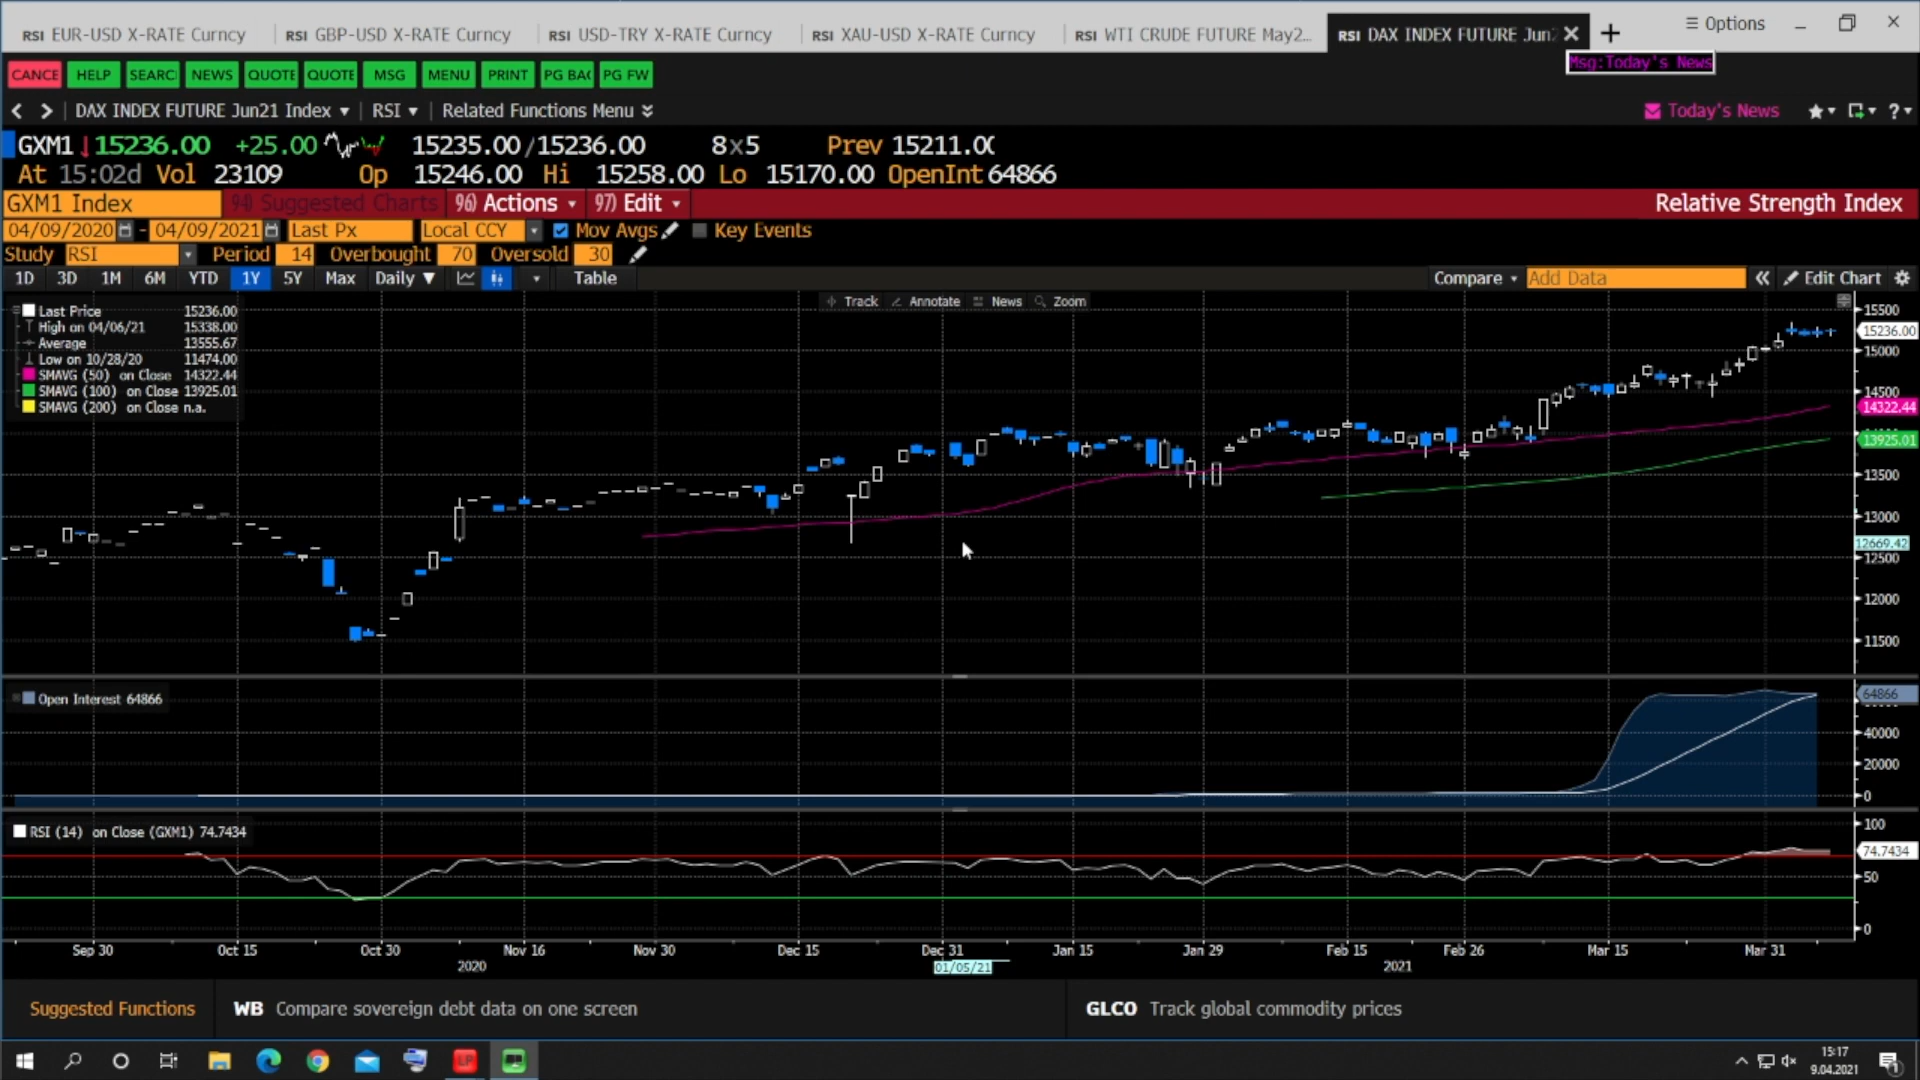 RSI EUR-USD X-RATE Curncy RSI GBP-USD X-RATE Curncy RSI USD-TRY X-RATE Curncy RSI XAU-USD X-RATE Curncy RSI WTI CRUDE FUTURE May2... RSI DAX INDEX FUTURE Jun2 Options
Msg:Today's News
CANCE HELP SEARC NEWS QUOTE QUOTE MSG MENU PRINT PG BAC PG FW
DAX INDEX FUTURE Jun21 Index RSI Related Functions Menu Today's News
GXM1 15236.00 +25.00 15235.00/15236.00 8x5 Prev 15211.00
At 15:02d Vol 23109 Op 15246.00 Hi 15258.00 Lo 15170.00 OpenInt 64866
GXM1 Index 94) Suggested Charts 96) Actions 97) Edit Relative Strength Index
04/09/2020 - 04/09/2021 Last Px Local CCY Mov Avgs Key Events
Study RSI Period 14 Overbought 70 Oversold 30
1D 3D 1M 6M YTD 1Y 5Y Max Daily Table Compare Add Data Edit Chart
Track Annotate News Zoom
Last Price 15236.00
High on 04/06/21 15338.00
Average 13555.67
Low on 10/28/20 11474.00
SMAVG (50) on Close 14322.44
SMAVG (100) on Close 13925.01
SMAVG (200) on Close n.a.
15500
15236.00
15000
14500
14322.44
13925.01
13500
13000
12669.42
12500
12000
11500
Open Interest 64866
64866
40000
20000
0
RSI (14) on Close (GXM1) 74.7434
100
74.7434
50
0
Sep 30 Oct 15 Oct 30 Nov 16 Nov 30 Dec 15 Dec 31 Jan 15 Jan 29 Feb 15 Feb 26 Mar 15 Mar 31
2020 01/05/21 2021
Suggested Functions WB Compare sovereign debt data on one screen GLCO Track global commodity prices
15:17
9.04.2021